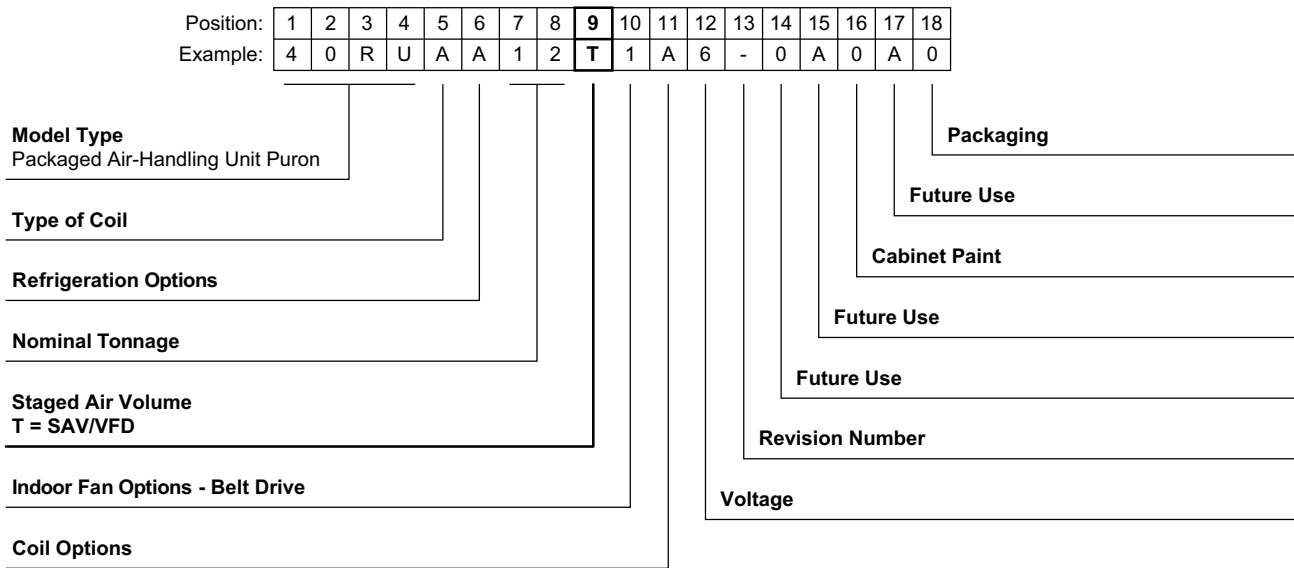 Position: 1 2 3 4 5 6 7 8 9 10 11 12 13 14 15 16 17 18
Example: 4 0 R U A A 1 2 T 1 A 6 - 0 A 0 A 0
Model Type
Packaged Air-Handling Unit Puron
Type of Coil
Refrigeration Options
Nominal Tonnage
Staged Air Volume
T = SAV/VFD
Indoor Fan Options - Belt Drive
Coil Options
Packaging
Future Use
Cabinet Paint
Future Use
Future Use
Revision Number
Voltage